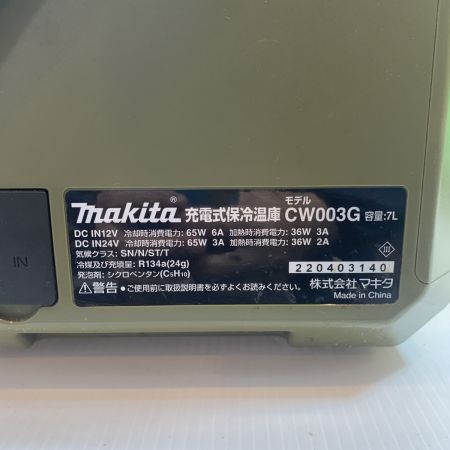 makita® 充電式保冷温庫 モデル CW003G 容量:7L
DC IN12V 冷却時消費電力: 65W 6A 加熱時消費電力: 36W 3A
DC IN24V 冷却時消費電力: 65W 3A 加熱時消費電力: 36W 2A
気候クラス: SN/N/ST/T
冷媒及び充填量: R134a(24g)
発泡剤: シクロペンタン(C5H10)
220403140
⚠警告 ●ご使用前に取扱説明書を必ずよくお読みください。
株式会社マキタ
Made in China
IN